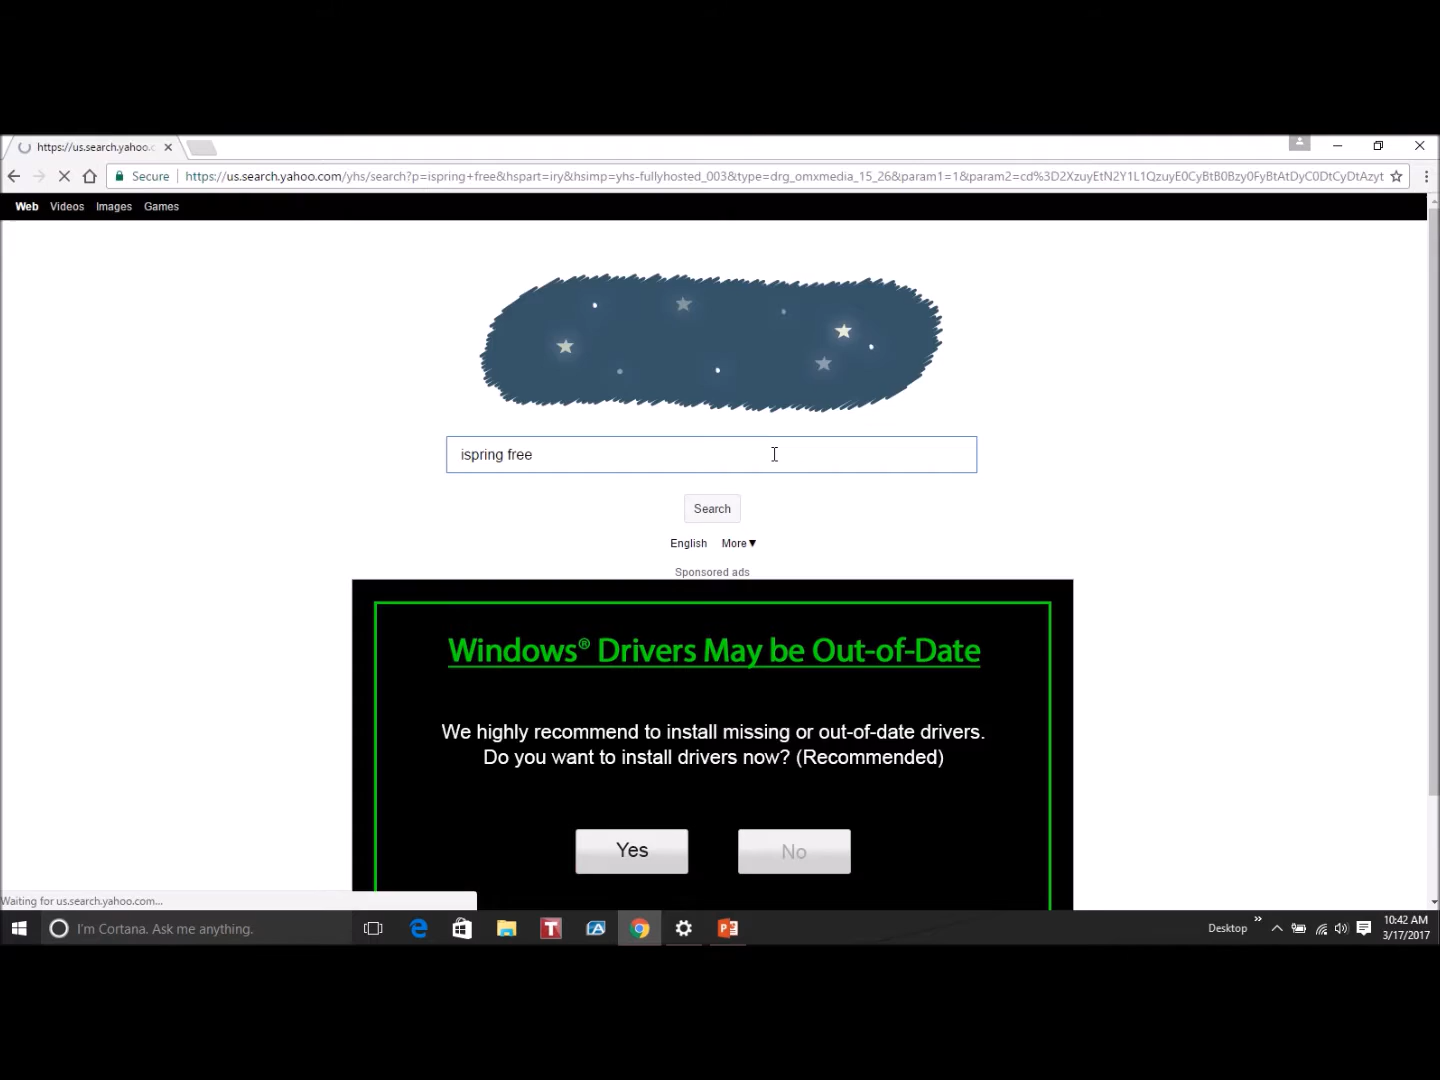 https://us.search.yahoo.c
Secure https://us.search.yahoo.com/yhs/search?p=ispring+free&hspart=iry&hsimp=yhs-fullyhosted_003&type=drg_omxmedia_15_26&param1=1&param2=cd%3D2XzuyEtN2Y1L1QzuyE0CyBtB0Bzy0FyBtAtDyC0DtCyDtAzyt
Web Videos Images Games
ispring free
Search
English More▼
Sponsored ads
Windows® Drivers May be Out-of-Date
We highly recommend to install missing or out-of-date drivers.
Do you want to install drivers now? (Recommended)
Yes No
Waiting for us.search.yahoo.com...
I'm Cortana. Ask me anything.
Desktop
10:42 AM
3/17/2017